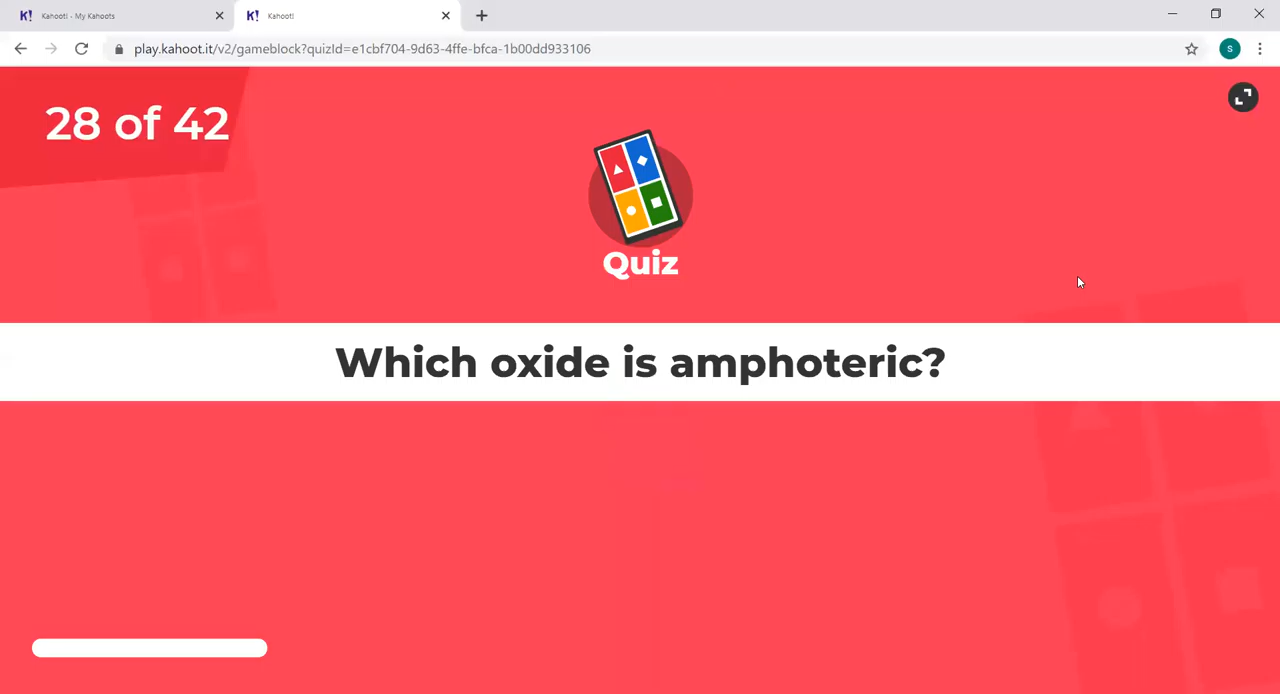 K! Kahoot! - My Kahoots
K! Kahoot!
play.kahoot.it/v2/gameblock?quizId=e1cbf704-9d63-4ffe-bfca-1b00dd933106
S
28 of 42
Quiz
Which oxide is amphoteric?